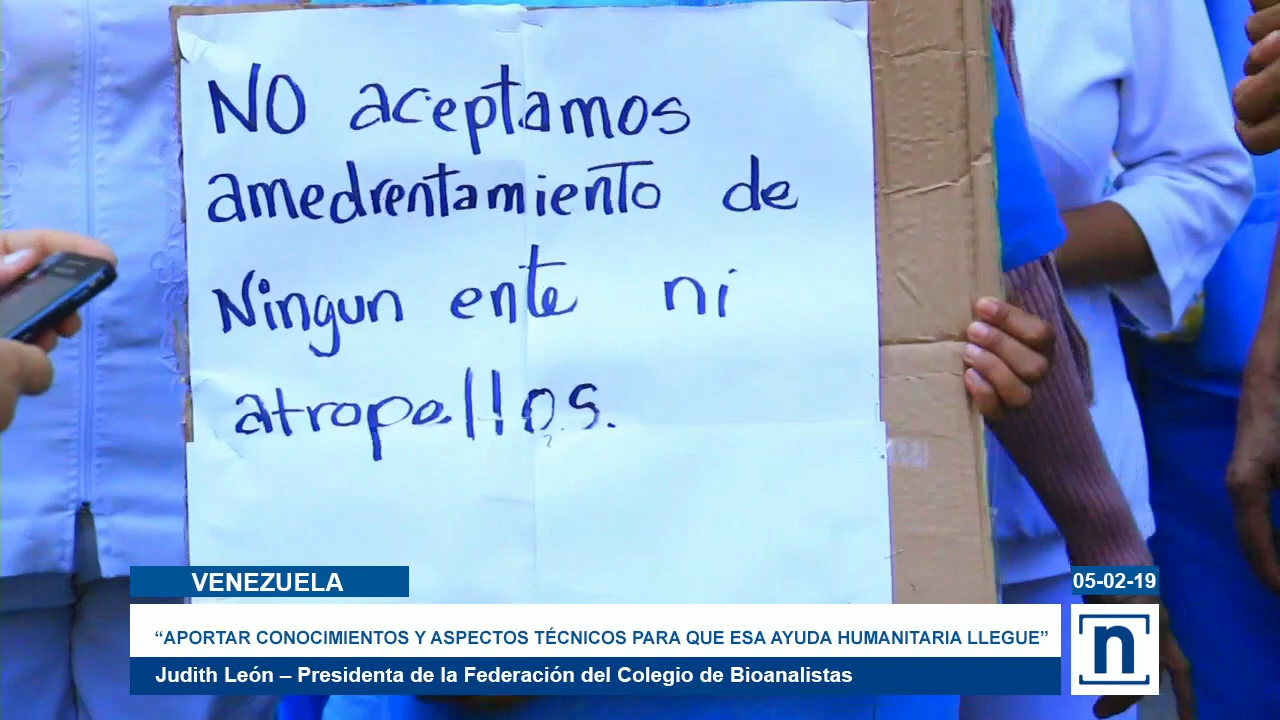 NO aceptamos
amedrentamiento de
Ningun ente ni
atropellos.
VENEZUELA
05-02-19
“APORTAR CONOCIMIENTOS Y ASPECTOS TÉCNICOS PARA QUE ESA AYUDA HUMANITARIA LLEGUE”
n
Judith León – Presidenta de la Federación del Colegio de Bioanalistas